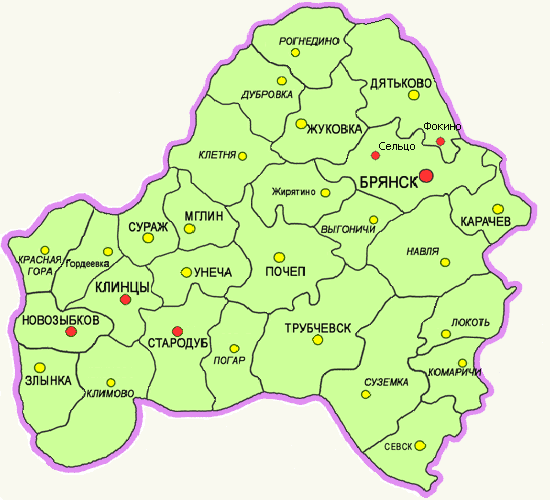 РОГНЕДИНО
ДУБРОВКА
ДЯТЬКОВО
ЖУКОВКА
Фокино
Сельцо
КЛЕТНЯ
БРЯНСК
Жирятино
МГЛИН
СУРАЖ
ВЫГОНИЧИ
КАРАЧЕВ
НАВЛЯ
КРАСНАЯ
ГОРА
Гордеевка
УНЕЧА
ПОЧЕП
КЛИНЦЫ
НОВОЗЫБКОВ
СТАРОДУБ
ТРУБЧЕВСК
ЛОКОТЬ
ПОГАР
КОМАРИЧИ
ЗЛЫНКА
КЛИМОВО
СУЗЕМКА
СЕВСК